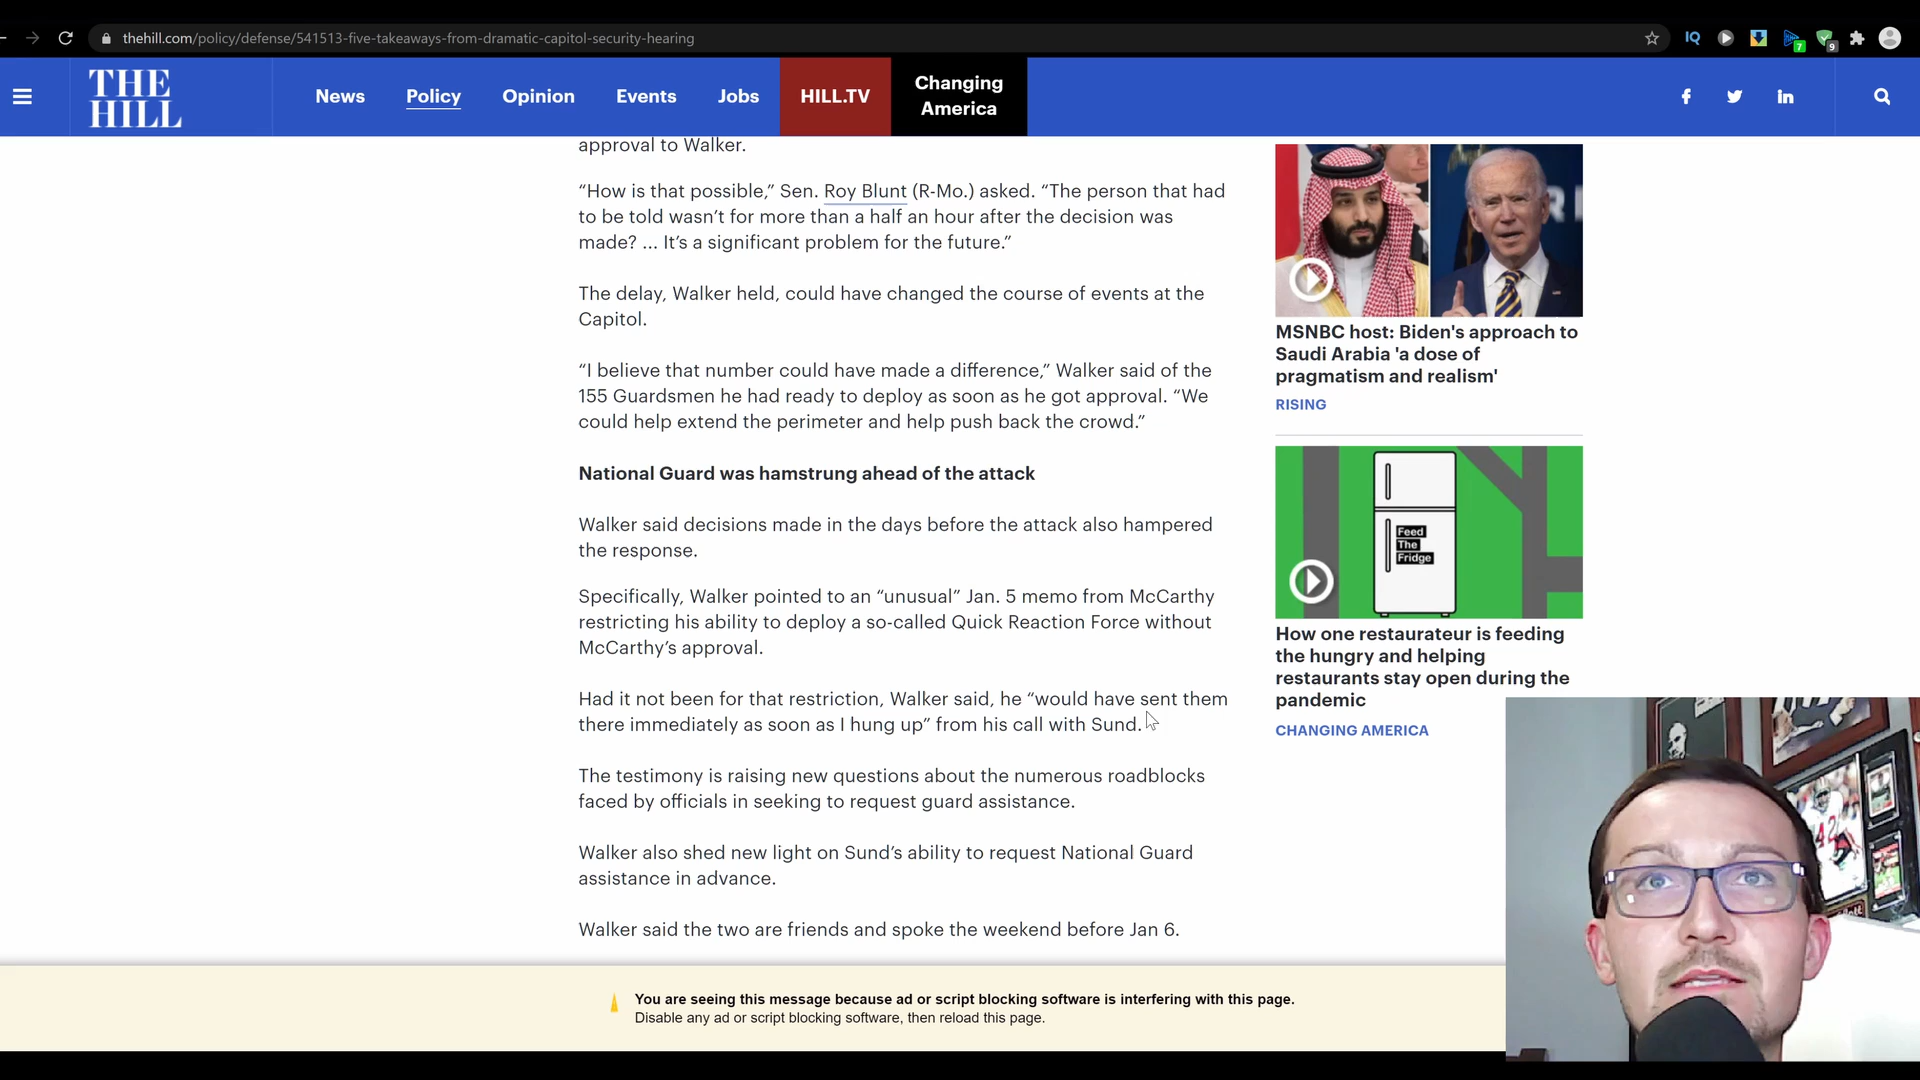 thehill.com/policy/defense/541513-five-takeaways-from-dramatic-capitol-security-hearing
IQ
7
9
THE
HILL
News
Policy
Opinion
Events
Jobs
HILL.TV
Changing
America
approval to Walker.
“How is that possible,” Sen. Roy Blunt (R-Mo.) asked. “The person that had
to be told wasn’t for more than a half an hour after the decision was
made? ... It’s a significant problem for the future.”
The delay, Walker held, could have changed the course of events at the
Capitol.
“I believe that number could have made a difference,” Walker said of the
155 Guardsmen he had ready to deploy as soon as he got approval. “We
could help extend the perimeter and help push back the crowd.”
National Guard was hamstrung ahead of the attack
Walker said decisions made in the days before the attack also hampered
the response.
Specifically, Walker pointed to an “unusual” Jan. 5 memo from McCarthy
restricting his ability to deploy a so-called Quick Reaction Force without
McCarthy’s approval.
Had it not been for that restriction, Walker said, he “would have sent them
there immediately as soon as I hung up” from his call with Sund.
The testimony is raising new questions about the numerous roadblocks
faced by officials in seeking to request guard assistance.
Walker also shed new light on Sund’s ability to request National Guard
assistance in advance.
Walker said the two are friends and spoke the weekend before Jan 6.
MSNBC host: Biden's approach to
Saudi Arabia 'a dose of
pragmatism and realism'
RISING
Feed
The
Fridge
How one restaurateur is feeding
the hungry and helping
restaurants stay open during the
pandemic
CHANGING AMERICA
42
You are seeing this message because ad or script blocking software is interfering with this page.
Disable any ad or script blocking software, then reload this page.